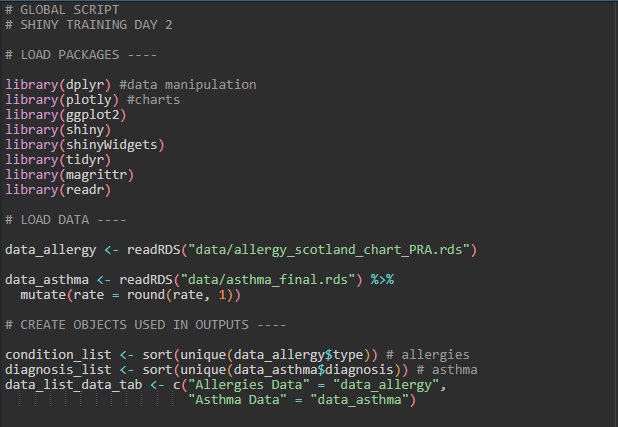 # GLOBAL SCRIPT
# SHINY TRAINING DAY 2
# LOAD PACKAGES ----
library(dplyr) #data manipulation
library(plotly) #charts
library(ggplot2)
library(shiny)
library(shinyWidgets)
library(tidyr)
library(magrittr)
library(readr)
# LOAD DATA ----
data_allergy <- readRDS("data/allergy_scotland_chart_PRA.rds")
data_asthma <- readRDS("data/asthma_final.rds") %>%
  mutate(rate = round(rate, 1))
# CREATE OBJECTS USED IN OUTPUTS ----
condition_list <- sort(unique(data_allergy$type)) # allergies
diagnosis_list <- sort(unique(data_asthma$diagnosis)) # asthma
data_list_data_tab <- c("Allergies Data" = "data_allergy",
                        "Asthma Data" = "data_asthma")